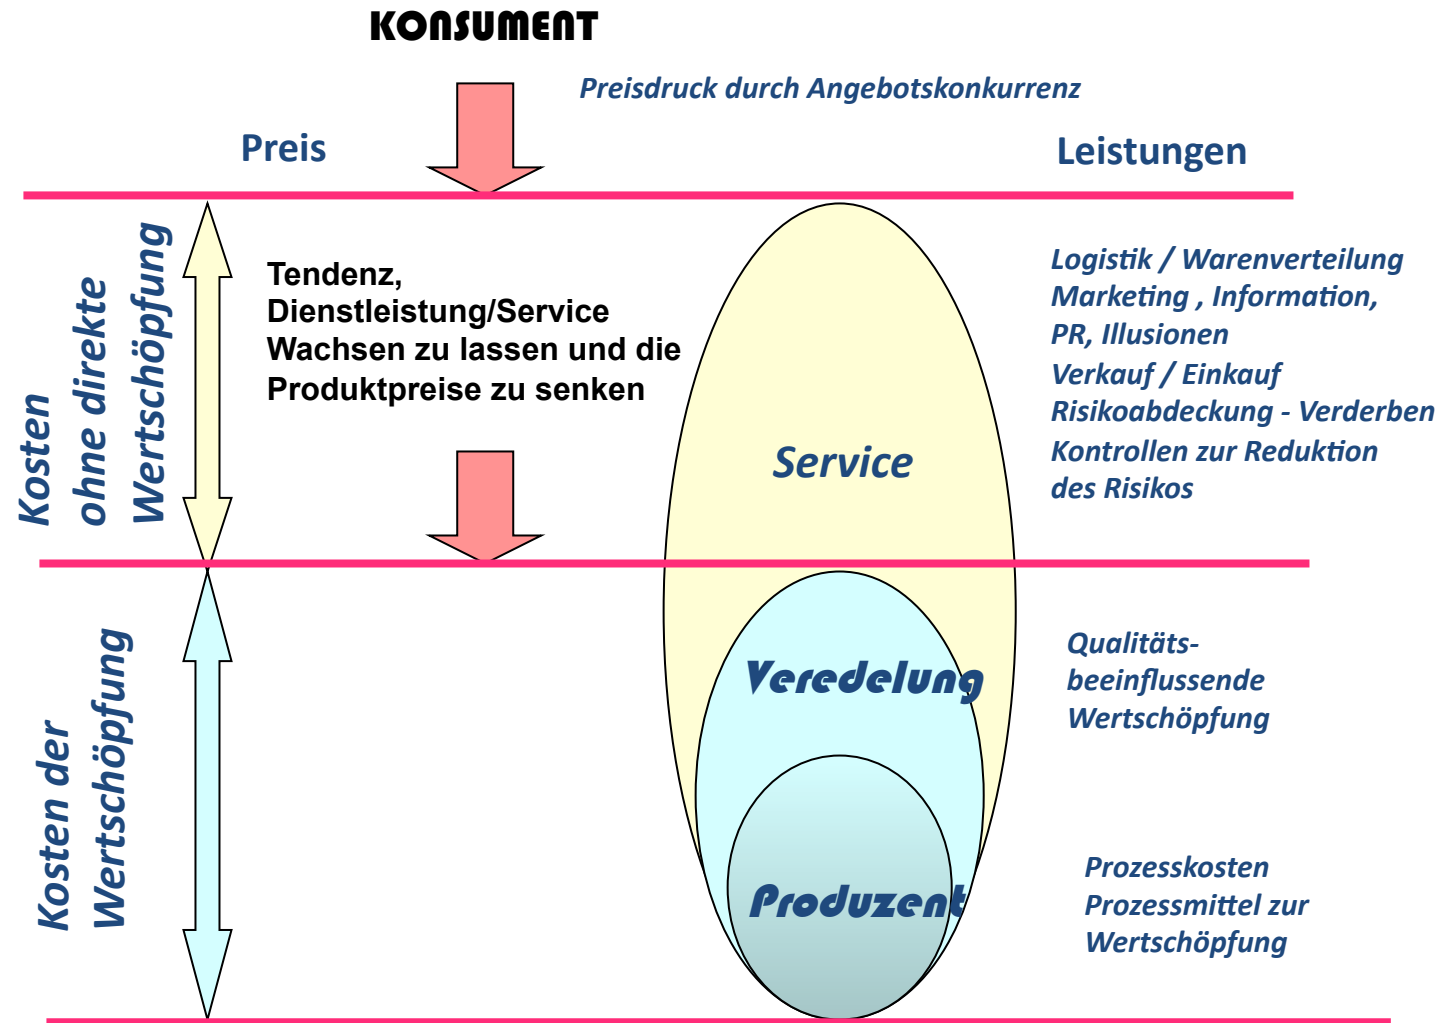 KONSUMENT
Preisdruck durch Angebotskonkurrenz
Preis
Leistungen
Kosten
ohne direkte
Wertschöpfung
Tendenz,
Dienstleistung/Service
Wachsen zu lassen und die
Produktpreise zu senken
Service
Logistik / Warenverteilung
Marketing , Information,
PR, Illusionen
Verkauf / Einkauf
Risikoabdeckung - Verderben
Kontrollen zur Reduktion
des Risikos
Kosten der
Wertschöpfung
Veredelung
Qualitäts-
beeinflussende
Wertschöpfung
Produzent
Prozesskosten
Prozessmittel zur
Wertschöpfung